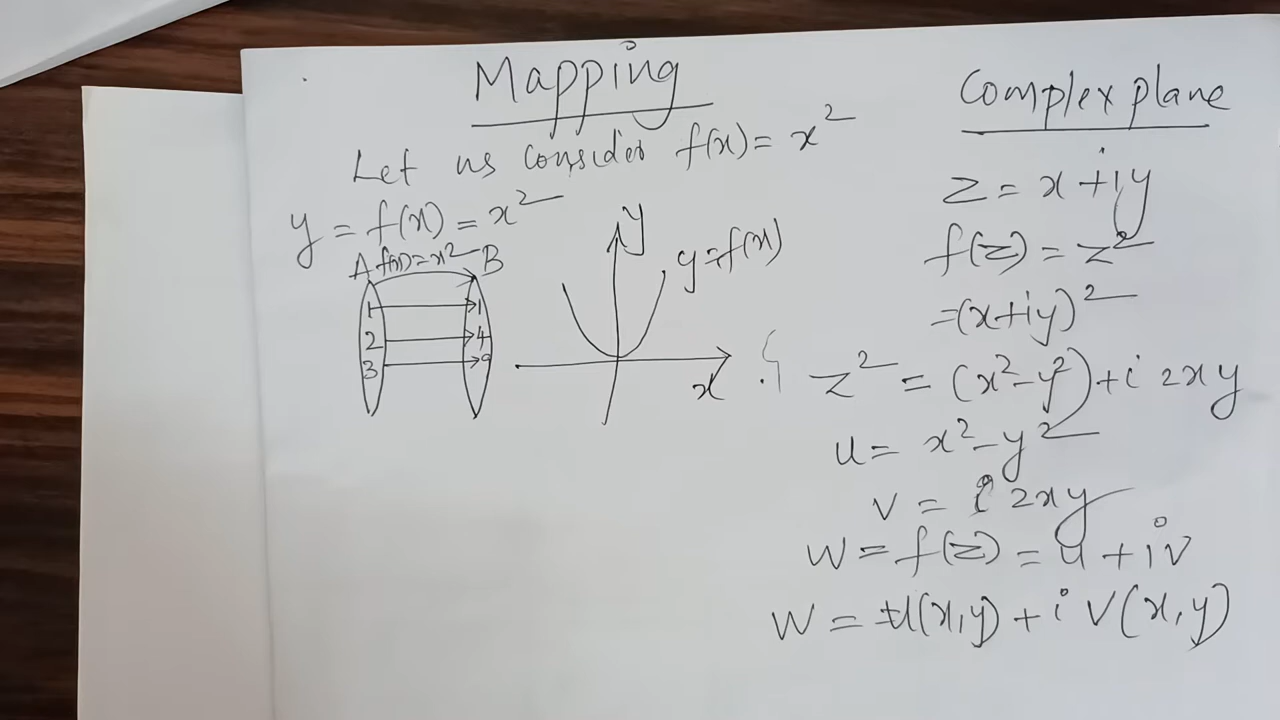 Mapping
Let us consider f(x) = x²
y = f(x) = x²
A f(x) = x² B
1 1
2 4
3 9
y
y = f(x)
x
Complex plane
z = x + iy
f(z) = z²
= (x + iy)²
z² = (x² - y²) + i 2xy
u = x² - y²
v = i 2xy
w = f(z) = u + iv
w = u(x,y) + i v(x,y)